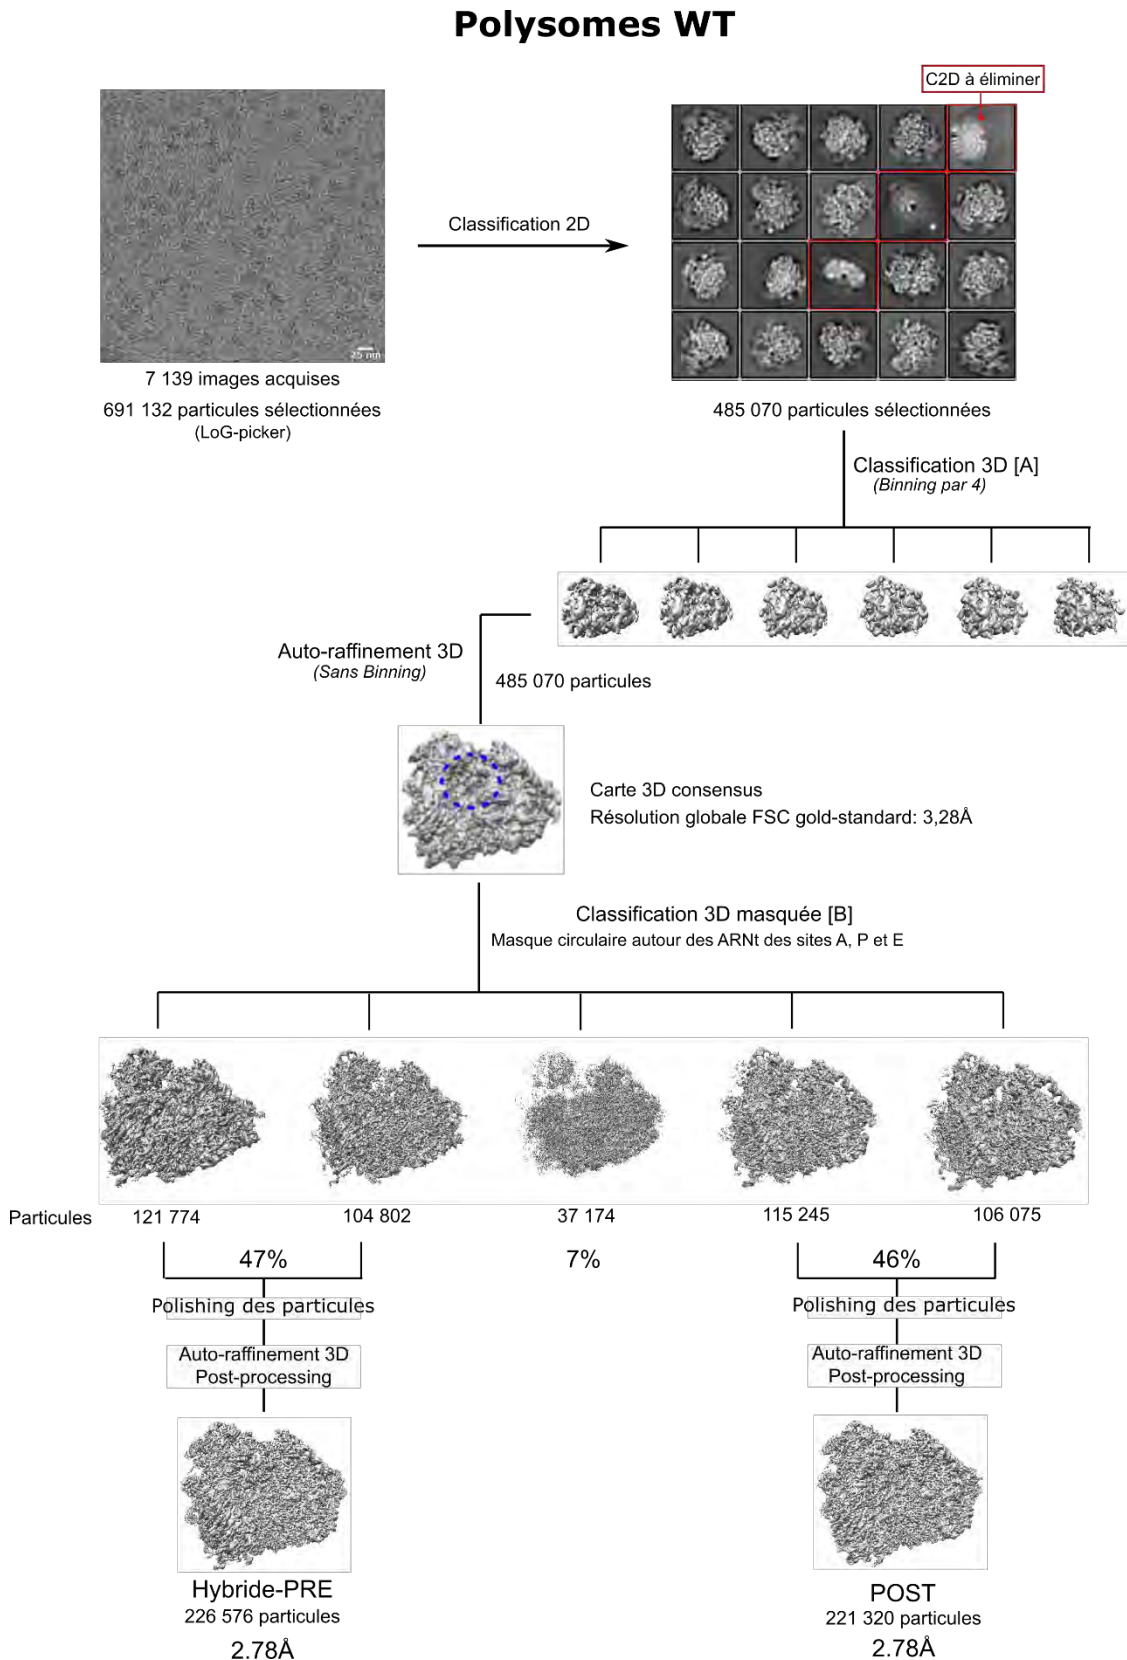 Polysomes WT
C2D à éliminer
Classification 2D
25 nm
7 139 images acquises
691 132 particules sélectionnées
(LoG-picker)
485 070 particules sélectionnées
Classification 3D [A]
(Binning par 4)
Auto-raffinement 3D
(Sans Binning)
485 070 particules
Carte 3D consensus
Résolution globale FSC gold-standard: 3,28Å
Classification 3D masquée [B]
Masque circulaire autour des ARNt des sites A, P et E
Particules 121 774 104 802 37 174 115 245 106 075
47% 7% 46%
Polishing des particules Polishing des particules
Auto-raffinement 3D Auto-raffinement 3D
Post-processing Post-processing
Hybride-PRE POST
226 576 particules 221 320 particules
2.78Å 2.78Å